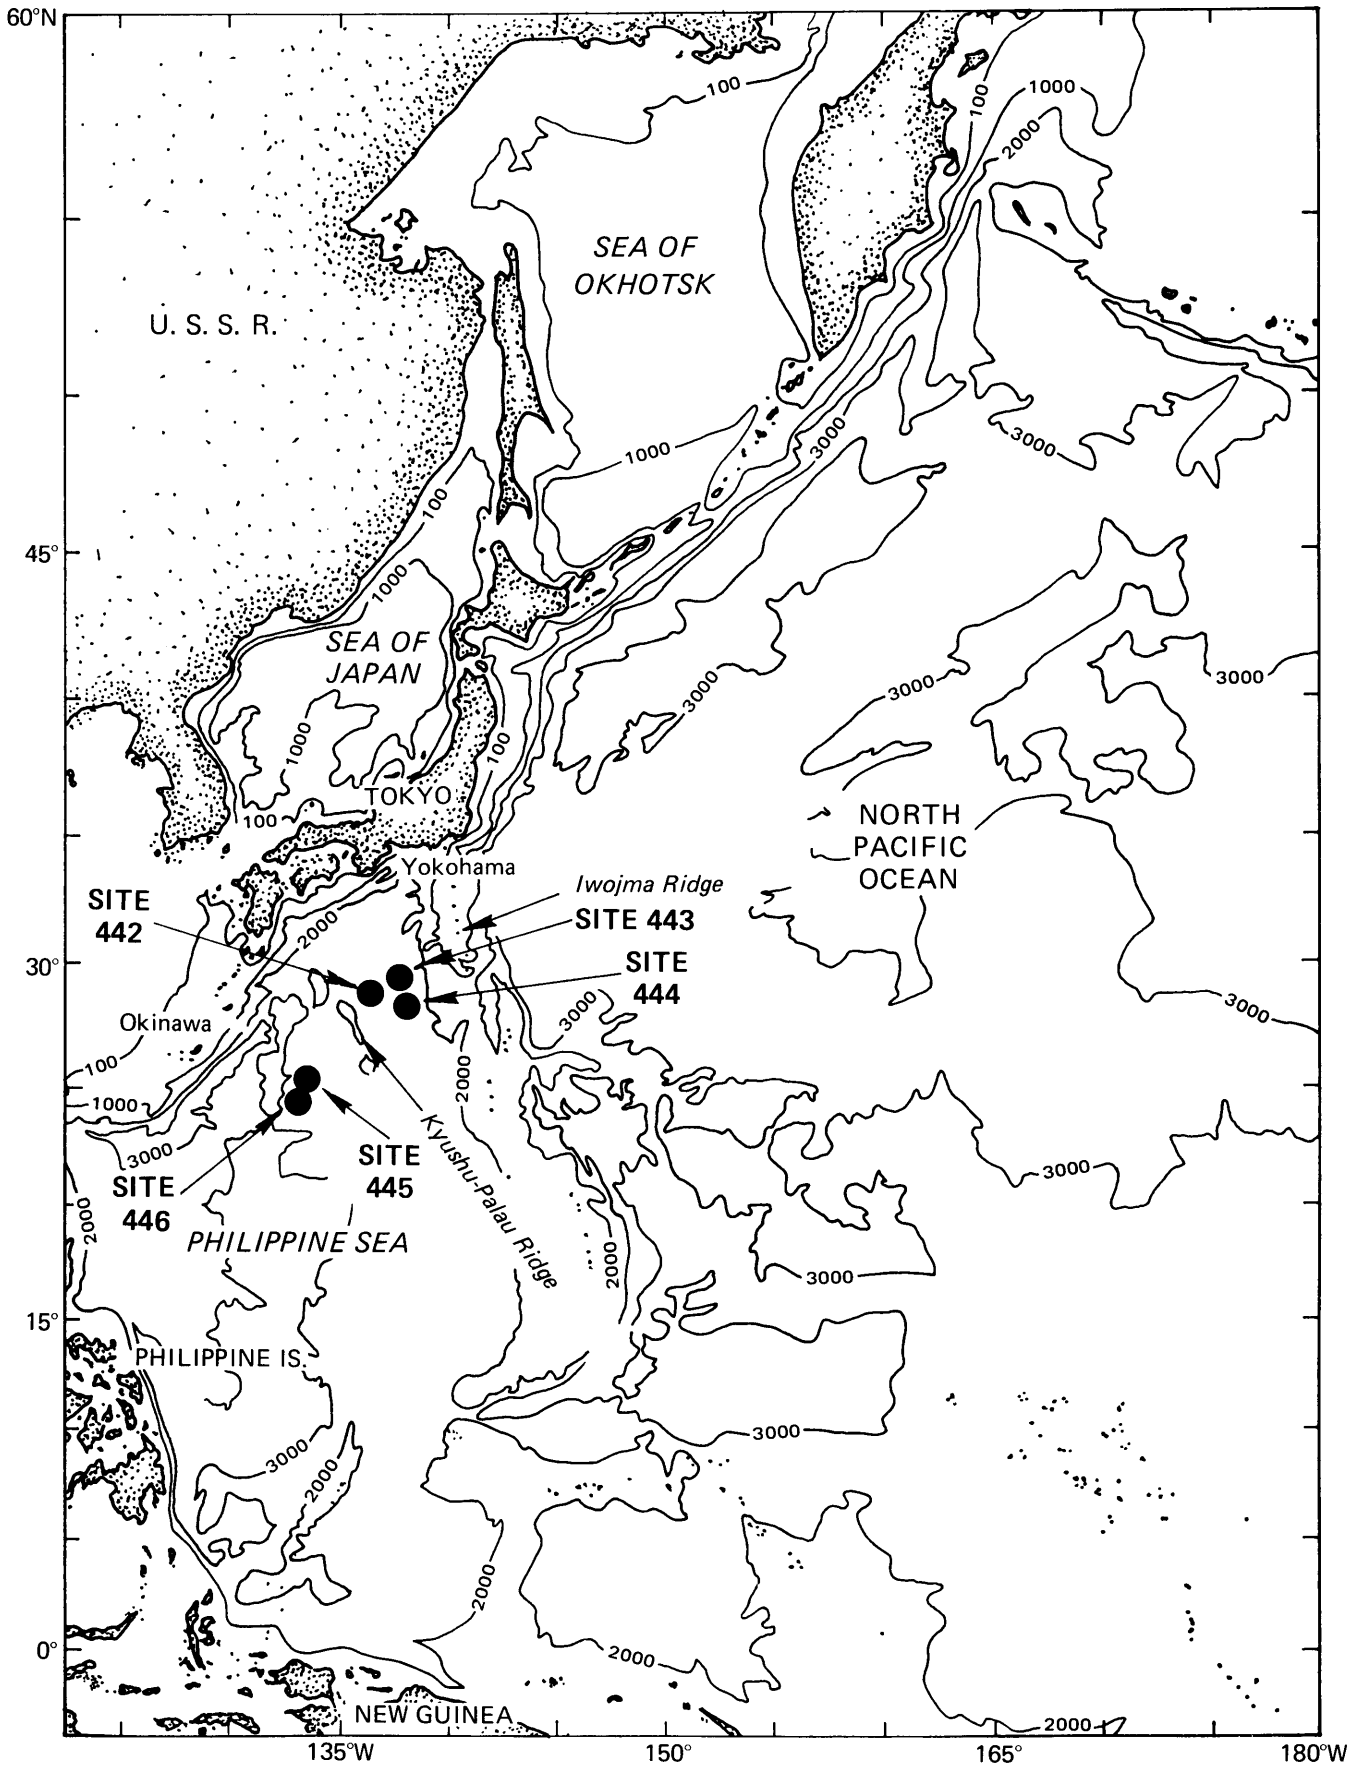 60°N
100
1000
100
2000
SEA OF
OKHOTSK
U. S. S. R.
3000
3000
1000
100
45°
1000
SEA OF
JAPAN
3000
3000
3000
1000
100
TOKYO
100
NORTH
PACIFIC
OCEAN
Yokohama
Iwojma Ridge
SITE
442
2000
SITE 443
SITE
444
30°
3000
3000
Okinawa
100
2000
1000
3000
Kyushu-Palau Ridge
SITE
445
3000
SITE
446
2000
PHILIPPINE SEA
2000
3000
15°
PHILIPPINE IS.
3000
3000
2000
2000
0°
2000
NEW GUINEA
2000
135°W
150°
165°
180°W